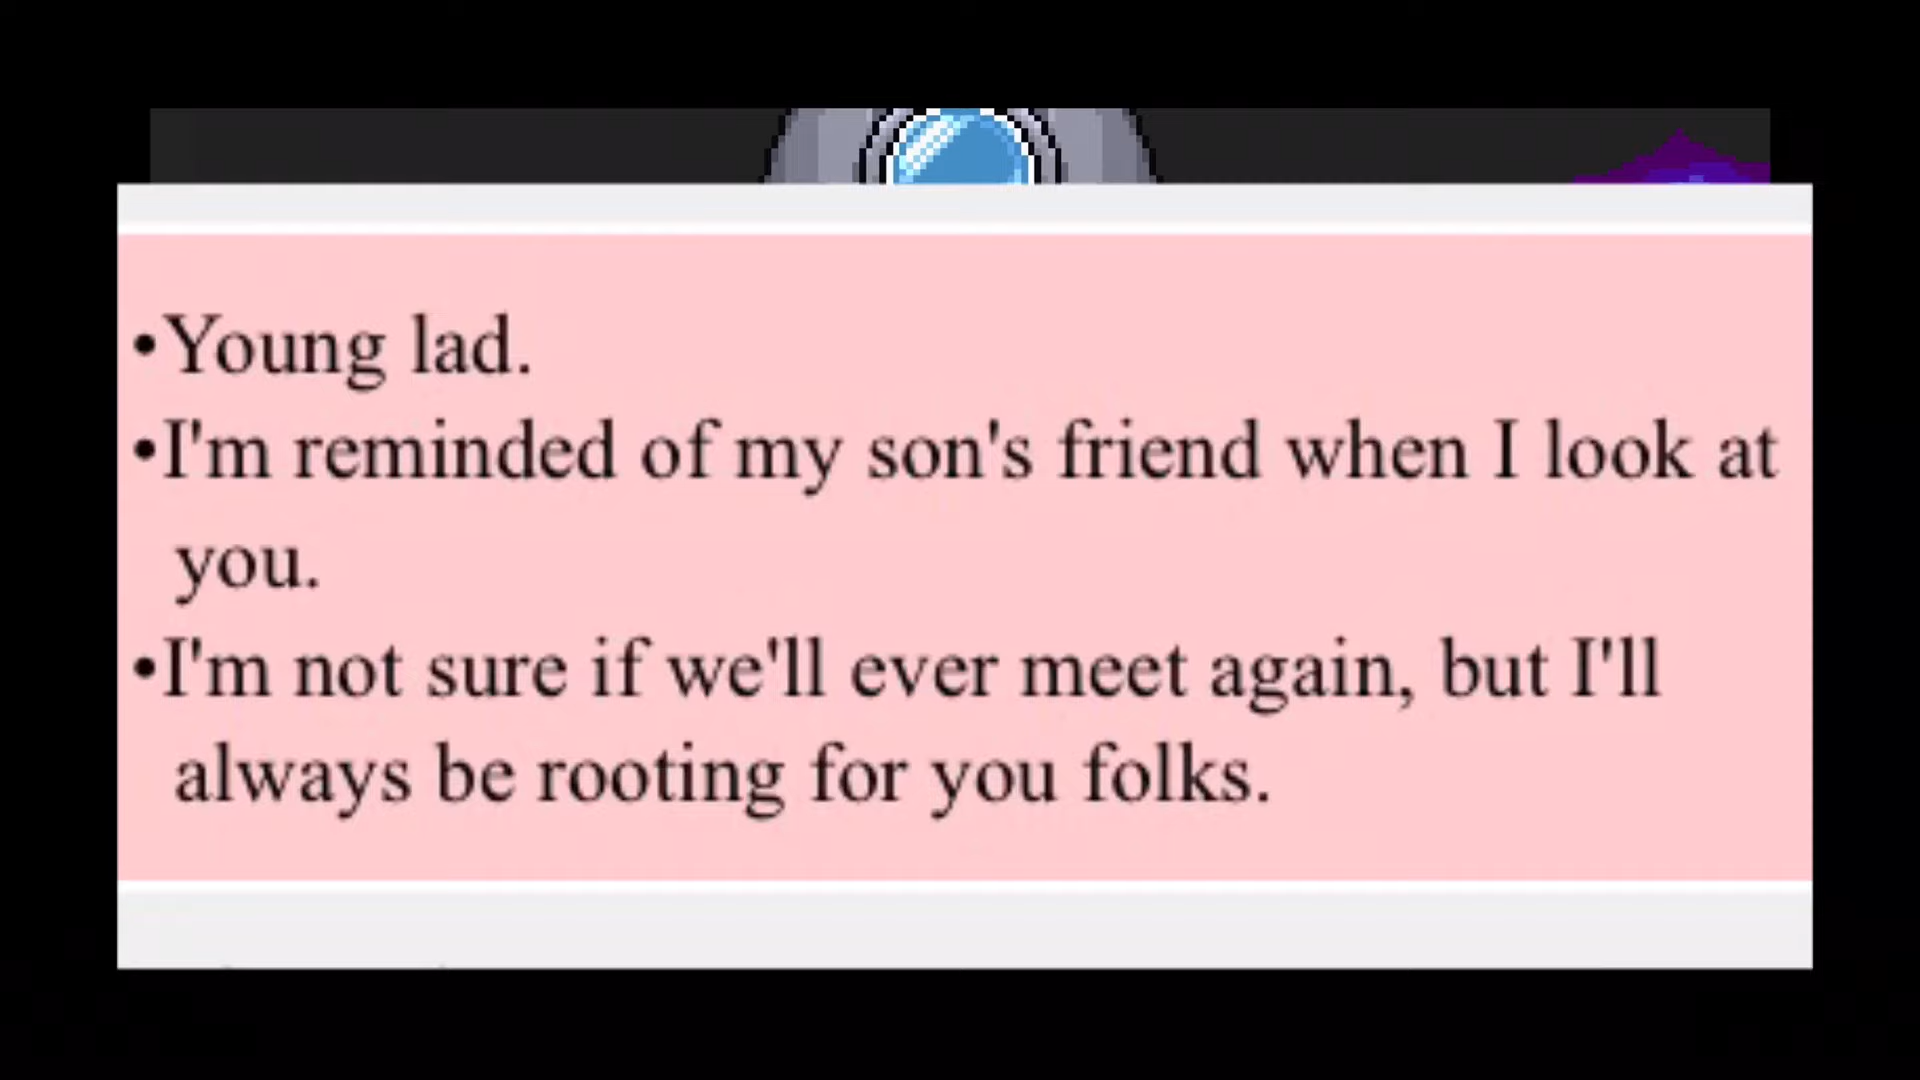 •Young lad.
•I'm reminded of my son's friend when I look at
you.
•I'm not sure if we'll ever meet again, but I'll
always be rooting for you folks.